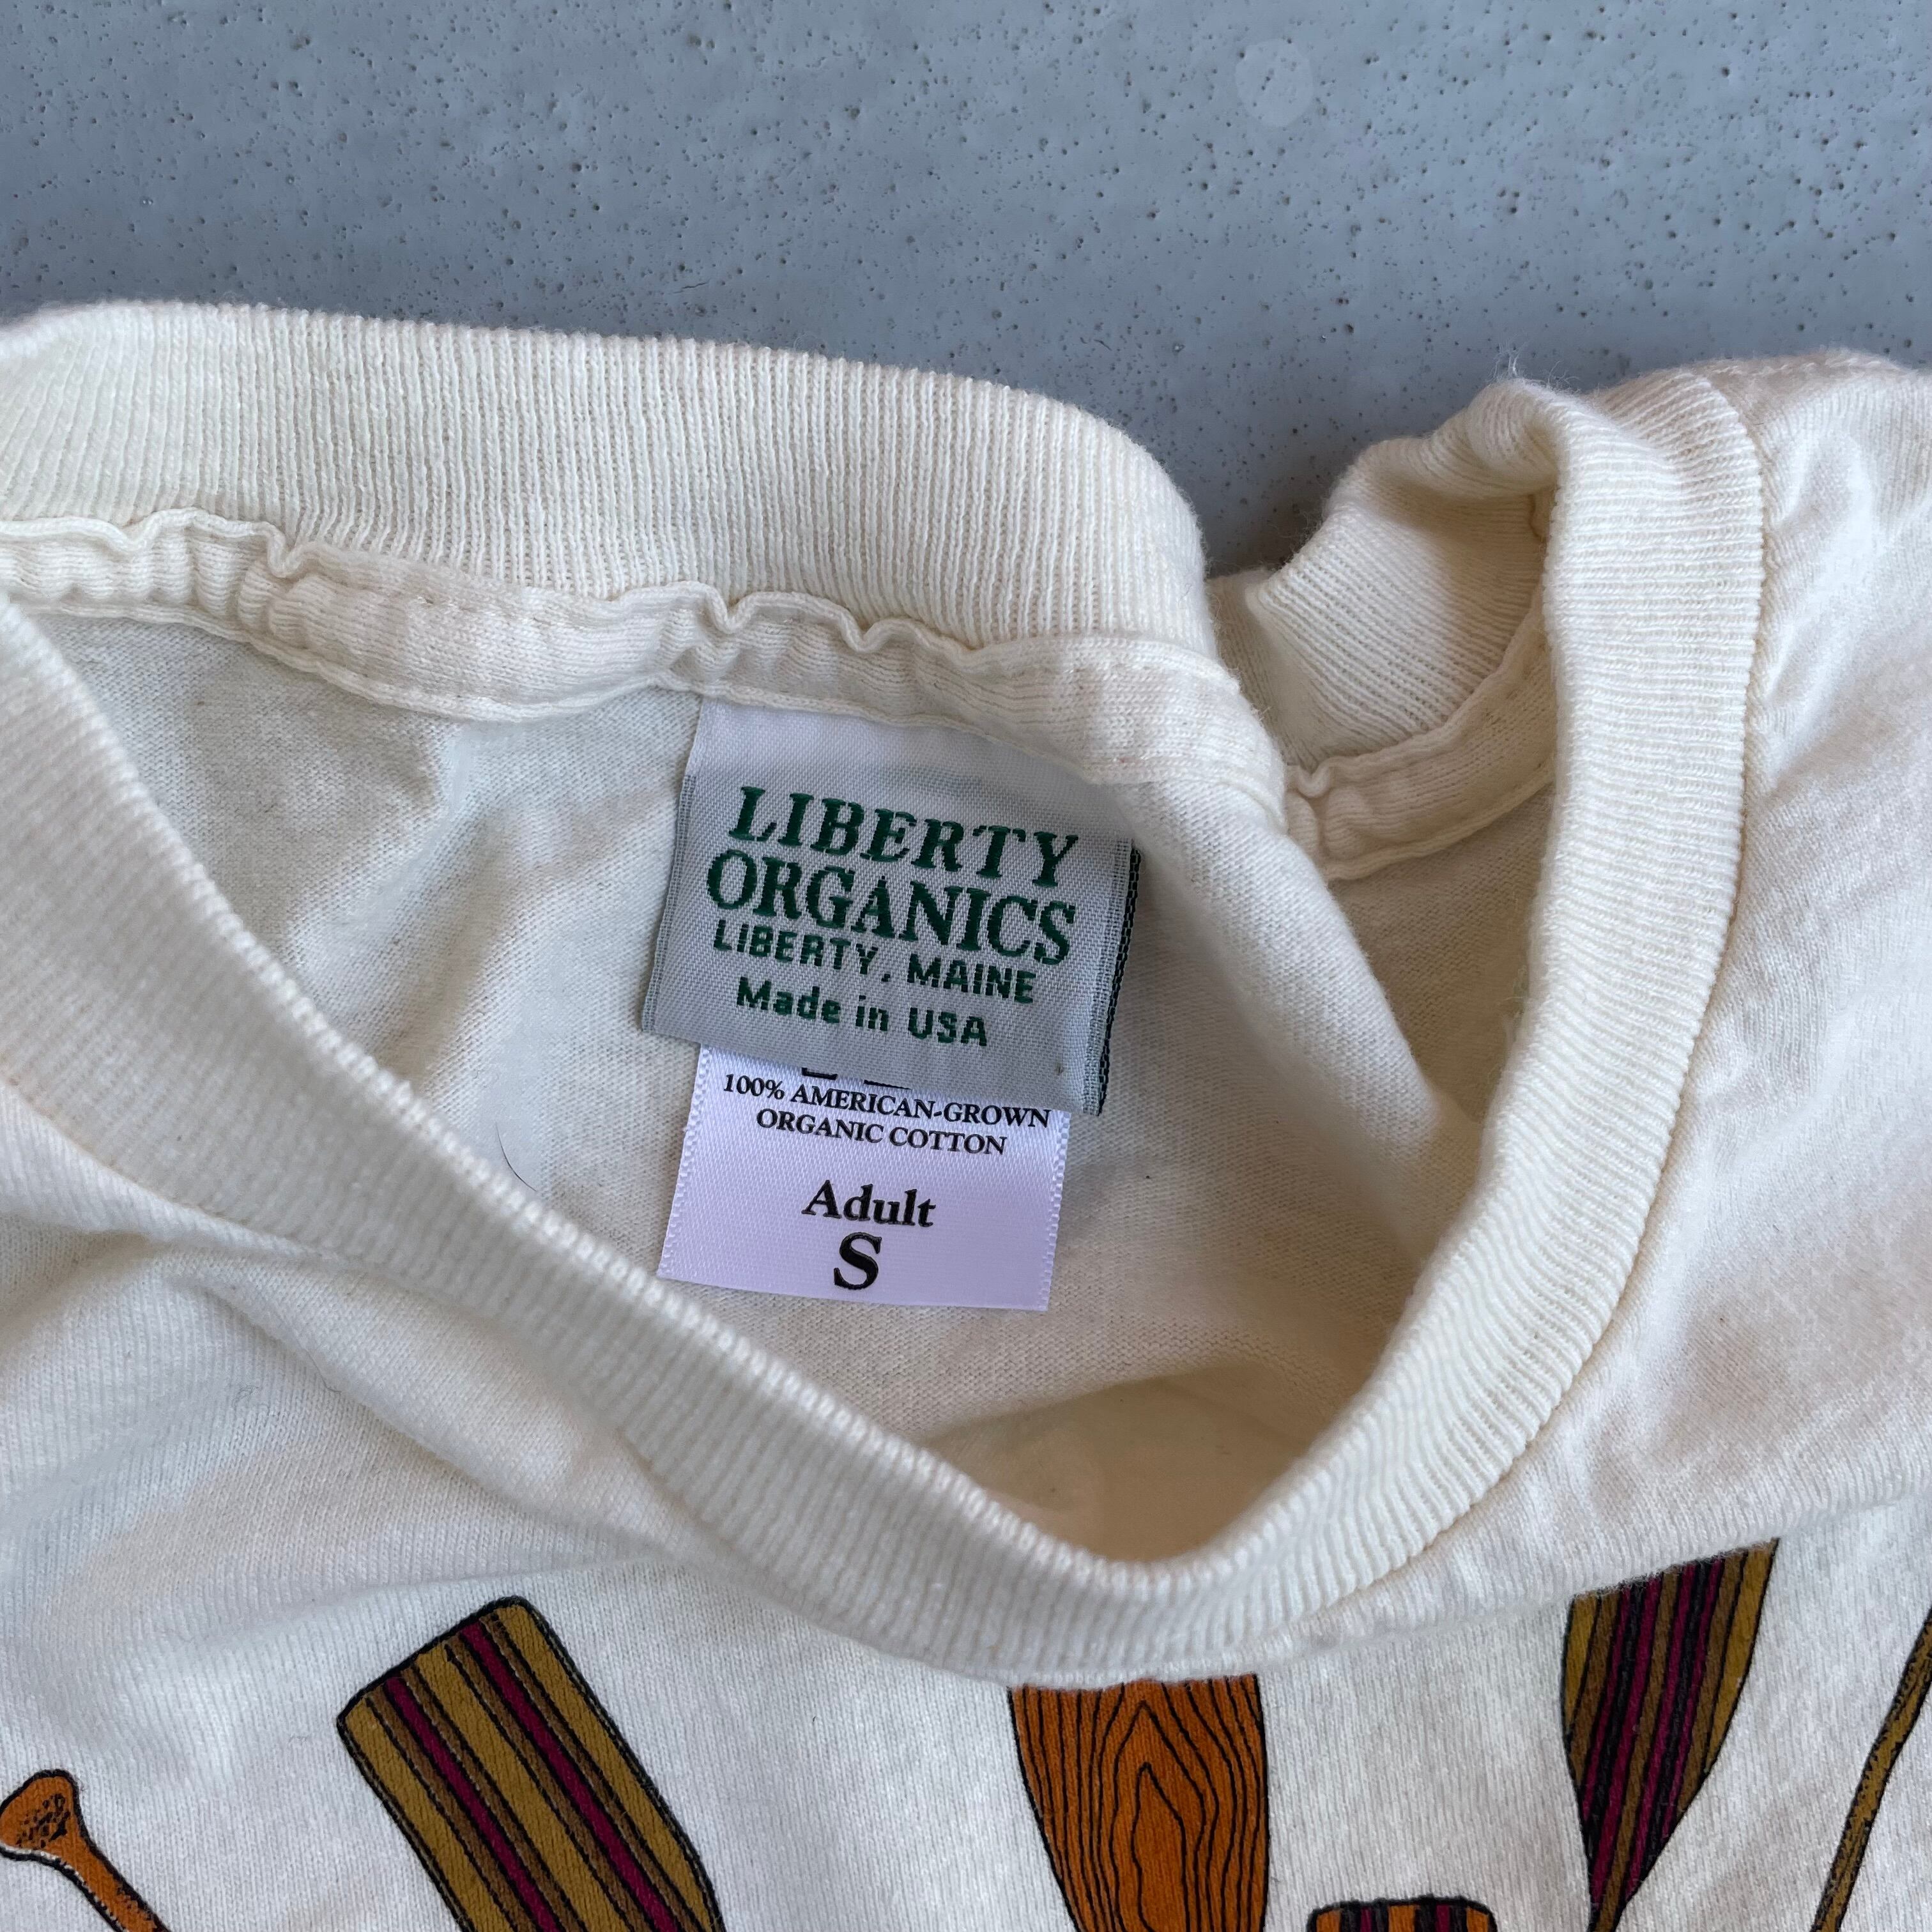 LIBERTY
ORGANICS
LIBERTY, MAINE
Made in USA
100% AMERICAN-GROWN
ORGANIC COTTON
Adult
S